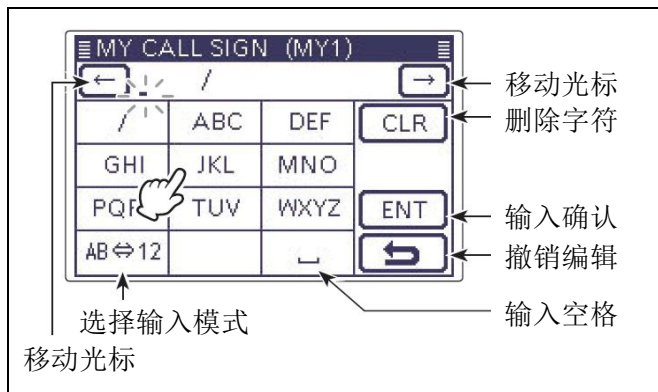 MY CALL SIGN (MY1)
← / →
/ ABC DEF CLR
GHI JKL MNO
TUV WXYZ ENT
AB⇔12 ␣ ⮌
移动光标
删除字符
输入确认
撤销编辑
输入空格
选择输入模式
移动光标